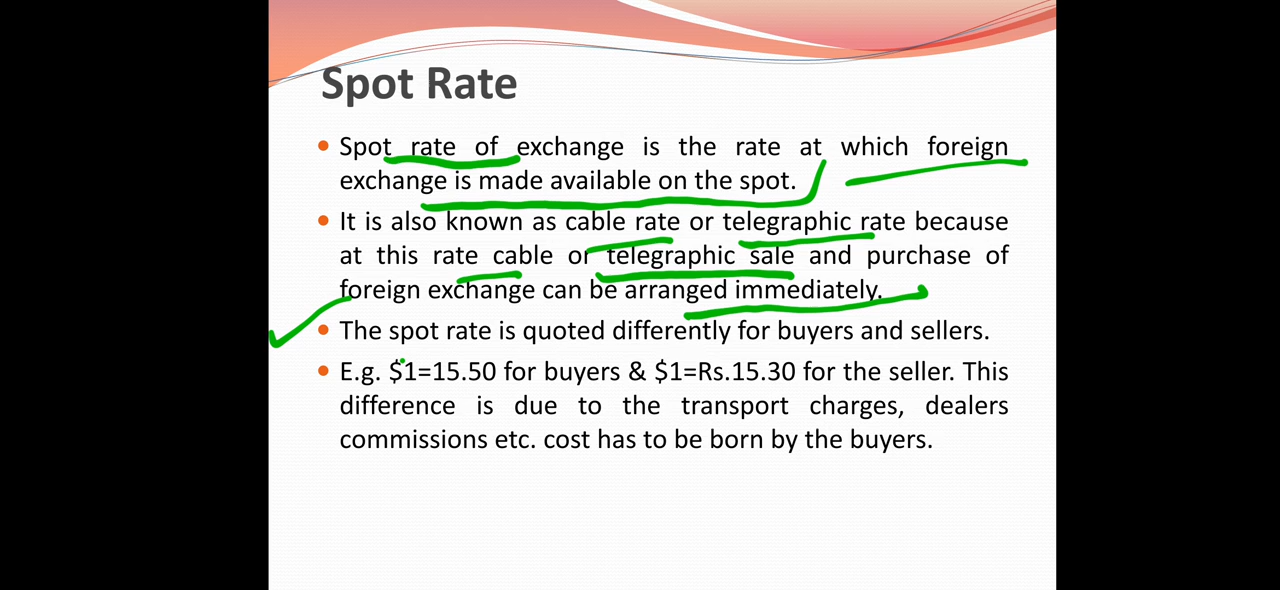 Spot Rate
• Spot rate of exchange is the rate at which foreign
exchange is made available on the spot.
• It is also known as cable rate or telegraphic rate because
at this rate cable or telegraphic sale and purchase of
foreign exchange can be arranged immediately.
• The spot rate is quoted differently for buyers and sellers.
• E.g. $1=15.50 for buyers & $1=Rs.15.30 for the seller. This
difference is due to the transport charges, dealers
commissions etc. cost has to be born by the buyers.